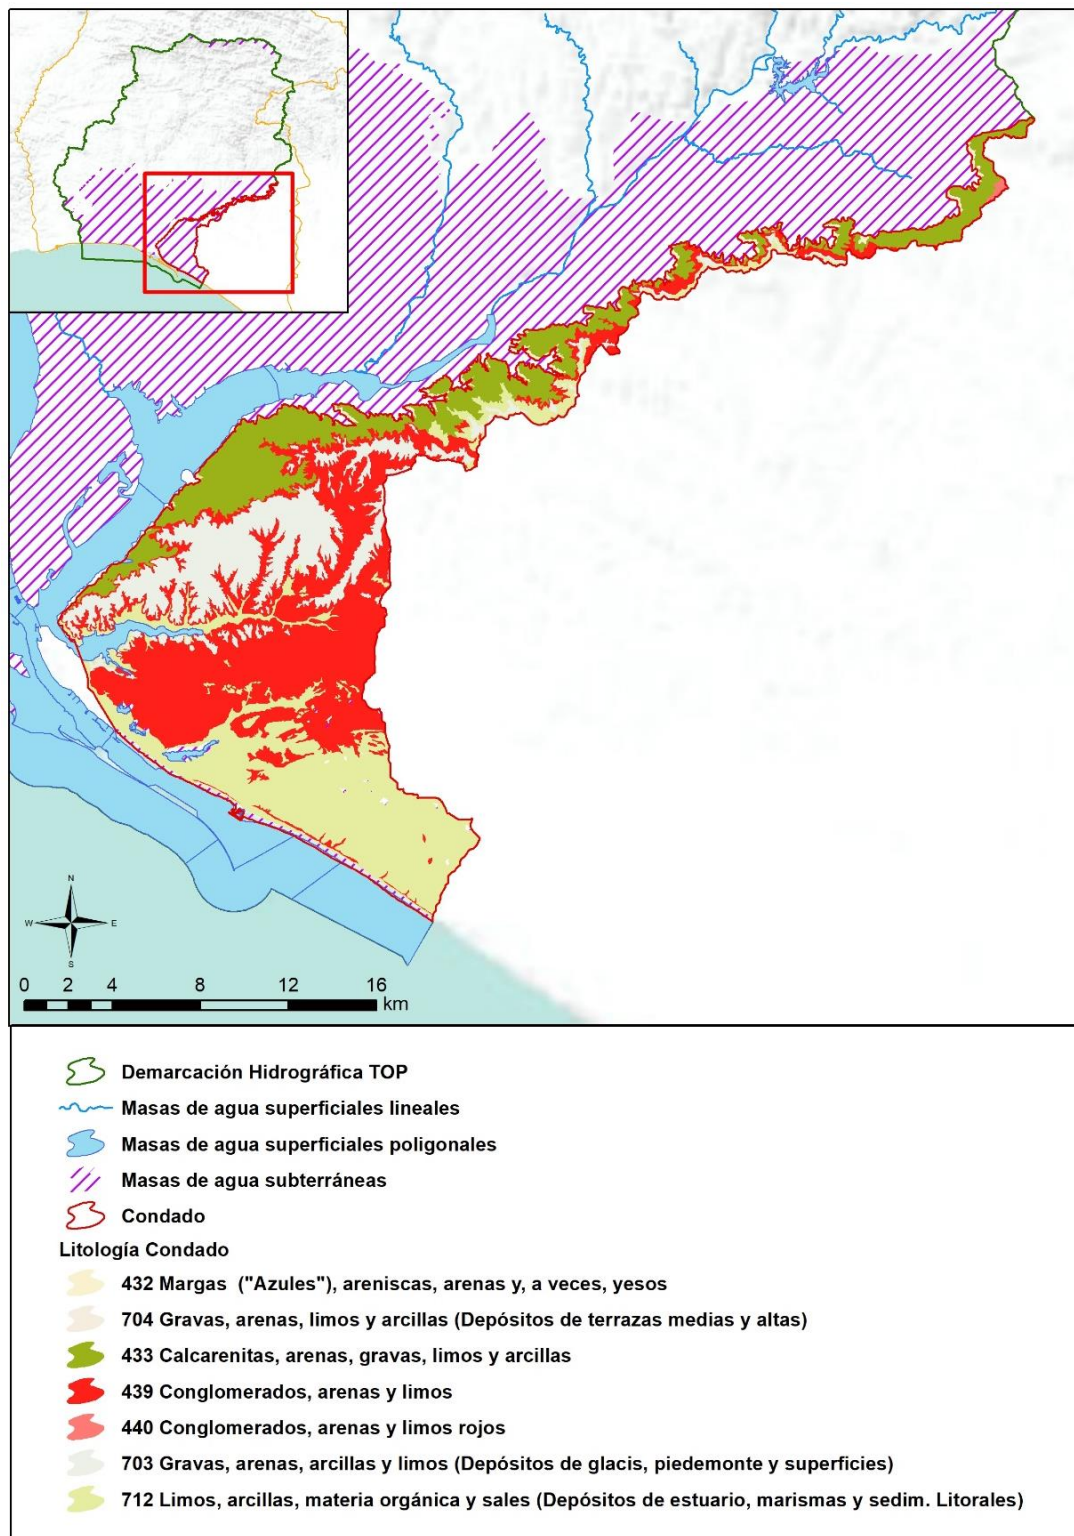 N
W E
S
0 2 4 8 12 16
km
Demarcación Hidrográfica TOP
Masas de agua superficiales lineales
Masas de agua superficiales poligonales
Masas de agua subterráneas
Condado
Litología Condado
432 Margas ("Azules"), areniscas, arenas y, a veces, yesos
704 Gravas, arenas, limos y arcillas (Depósitos de terrazas medias y altas)
433 Calcarenitas, arenas, gravas, limos y arcillas
439 Conglomerados, arenas y limos
440 Conglomerados, arenas y limos rojos
703 Gravas, arenas, arcillas y limos (Depósitos de glacis, piedemonte y superficies)
712 Limos, arcillas, materia orgánica y sales (Depósitos de estuario, marismas y sedim. Litorales)